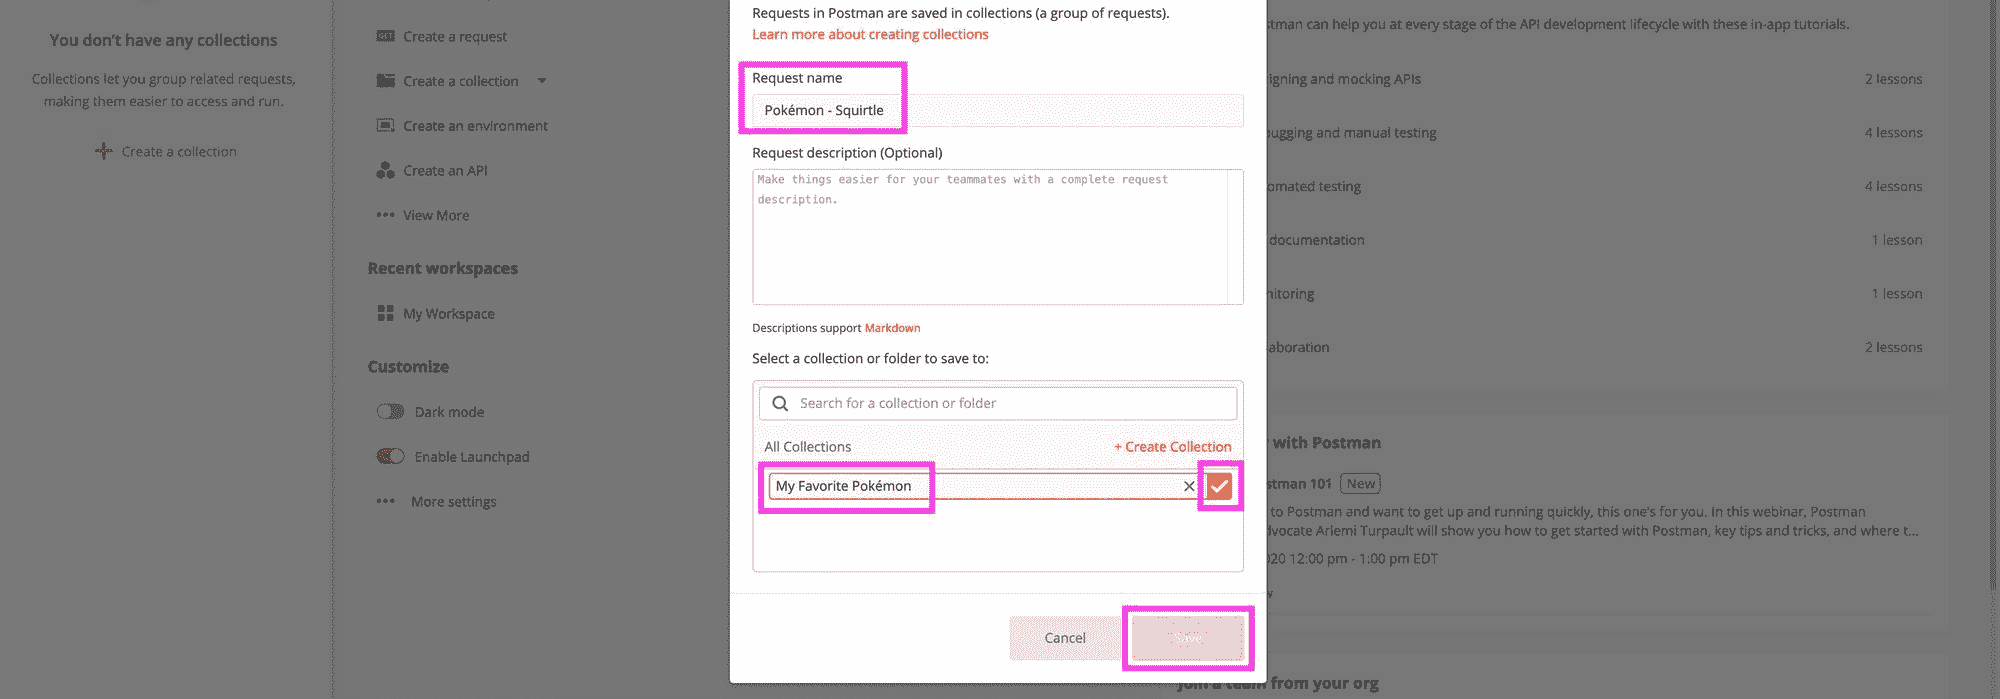 You don't have any collections
Collections let you group related requests,
making them easier to access and run.
Create a collection
GET Create a request
Create a collection
Create an environment
Create an API
View More
Recent workspaces
My Workspace
Customize
Dark mode
Enable Launchpad
More settings
Requests in Postman are saved in collections (a group of requests).
Learn more about creating collections
Request name
Pokémon - Squirtle
Request description (Optional)
Make things easier for your teammates with a complete request
description.
Descriptions support Markdown
Select a collection or folder to save to:
Search for a collection or folder
All Collections
+ Create Collection
My Favorite Pokémon
Cancel
Save
stman can help you at every stage of the API development lifecycle with these in-app tutorials.
igning and mocking APIs 2 lessons
ugging and manual testing 4 lessons
omated testing 4 lessons
documentation 1 lesson
nitoring 1 lesson
aboration 2 lessons
with Postman
stman 101 New
to Postman and want to get up and running quickly, this one's for you. In this webinar, Postman
dvocate Arlemi Turpault will show you how to get started with Postman, key tips and tricks, and where t...
20 12:00 pm - 1:00 pm EDT
from your org